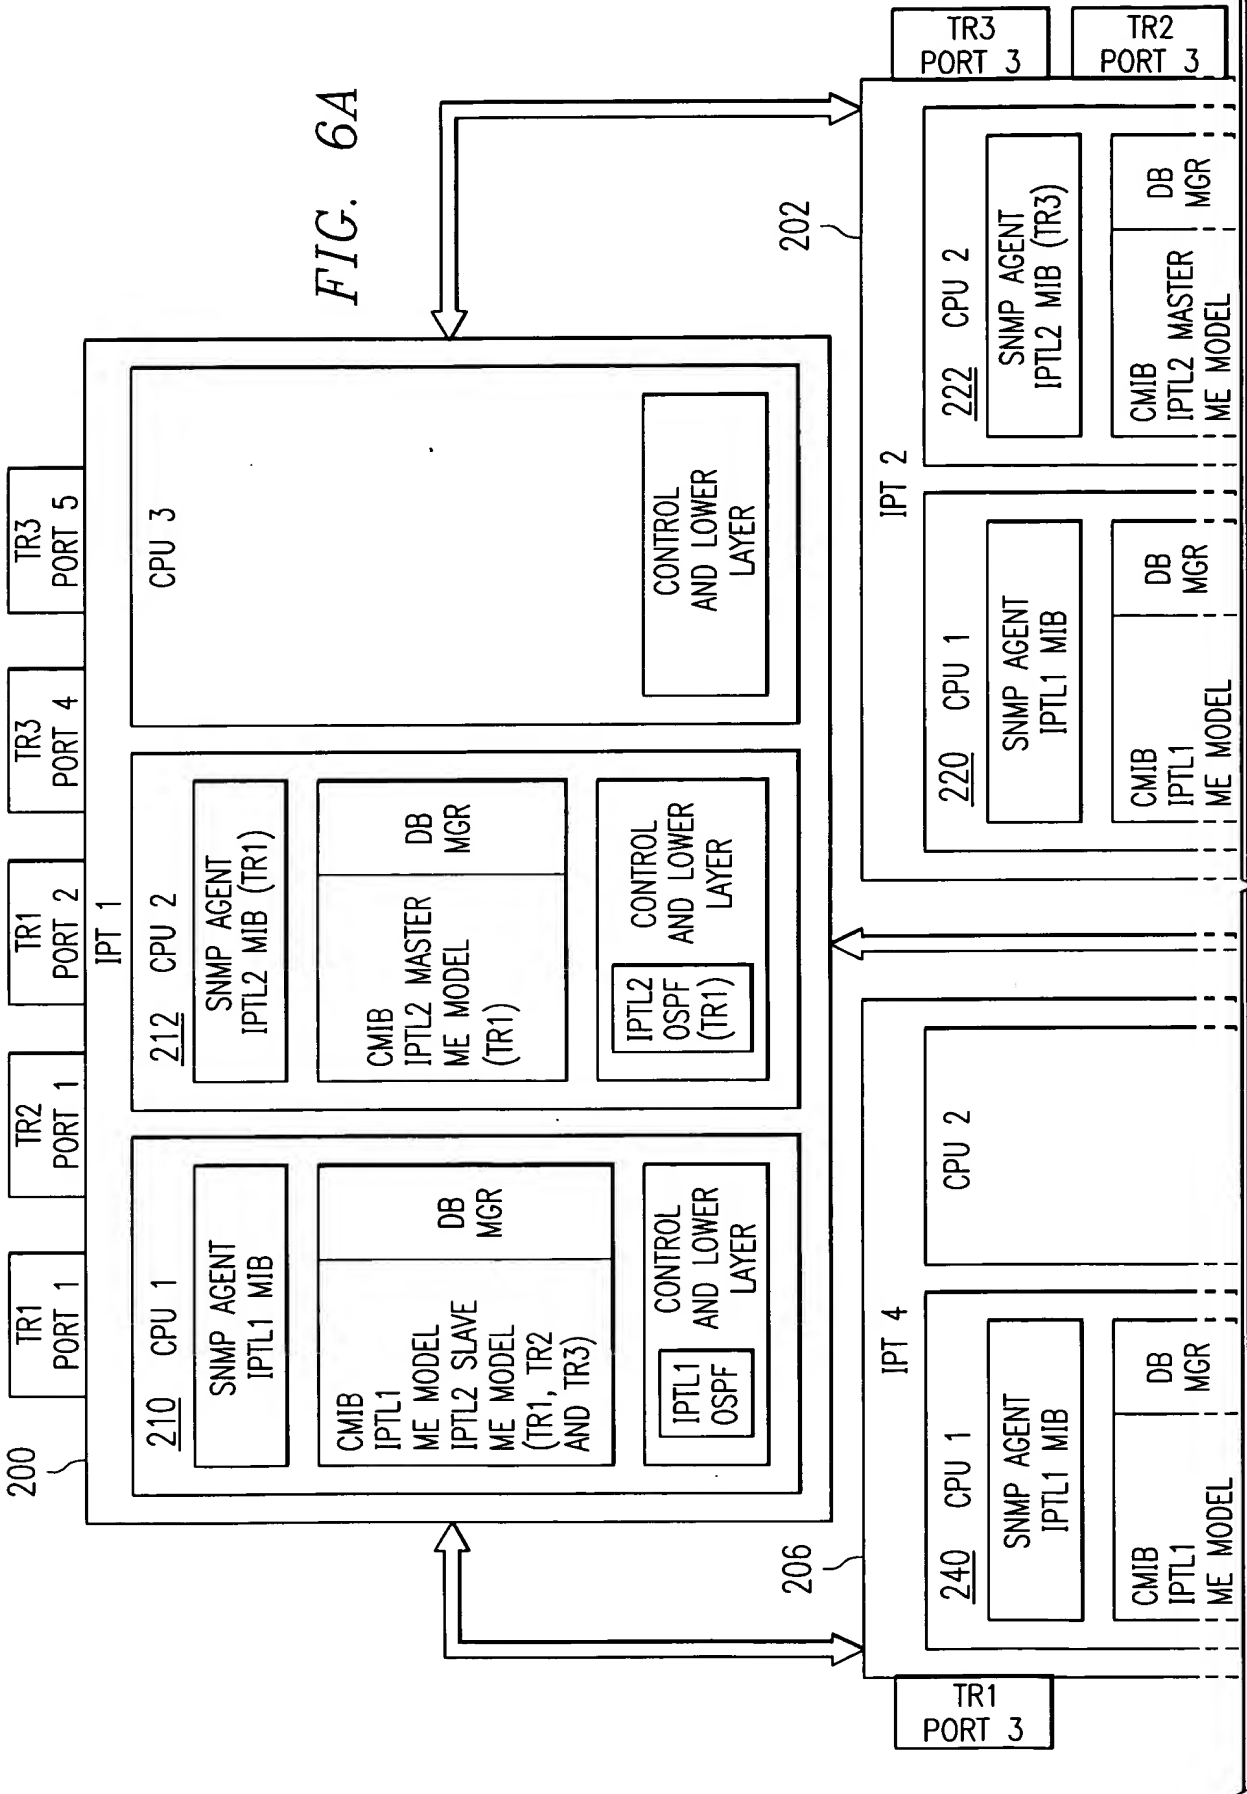 FIG. 6A
200
TR1
PORT 1
TR2
PORT 1
TR1
PORT 2
TR3
PORT 4
TR3
PORT 5
IPT 1
210 CPU 1
SNMP AGENT
IPTL1 MIB
CMIB
IPTL1
ME MODEL
IPTL2 SLAVE
ME MODEL
(TR1, TR2
AND TR3)
DB
MGR
IPTL1
OSPF
CONTROL
AND LOWER
LAYER
212 CPU 2
SNMP AGENT
IPTL2 MIB (TR1)
CMIB
IPTL2 MASTER
ME MODEL
(TR1)
DB
MGR
IPTL2
OSPF
(TR1)
CONTROL
AND LOWER
LAYER
CPU 3
CONTROL
AND LOWER
LAYER
206
TR1
PORT 3
IPT 4
240 CPU 1
SNMP AGENT
IPTL1 MIB
CMIB
IPTL1
ME MODEL
DB
MGR
CPU 2
202
IPT 2
220 CPU 1
SNMP AGENT
IPTL1 MIB
CMIB
IPTL1
ME MODEL
DB
MGR
222 CPU 2
SNMP AGENT
IPTL2 MIB (TR3)
CMIB
IPTL2 MASTER
ME MODEL
DB
MGR
TR3
PORT 3
TR2
PORT 3